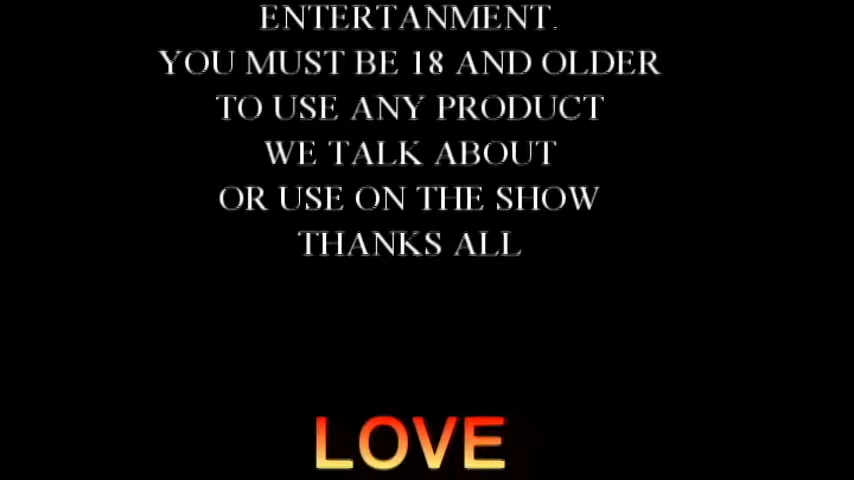 ENTERTANMENT.
YOU MUST BE 18 AND OLDER
TO USE ANY PRODUCT
WE TALK ABOUT
OR USE ON THE SHOW
THANKS ALL
LOVE